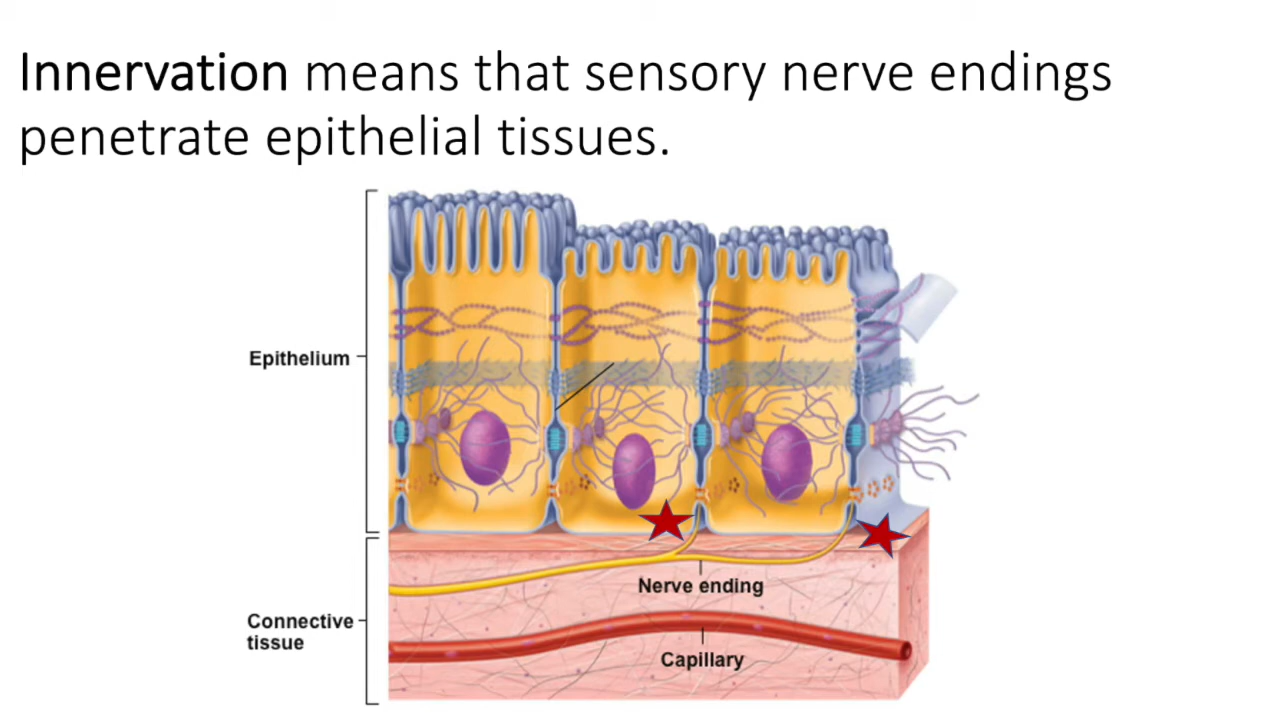 Innervation means that sensory nerve endings
penetrate epithelial tissues.
Epithelium
Nerve ending
Connective
tissue
Capillary